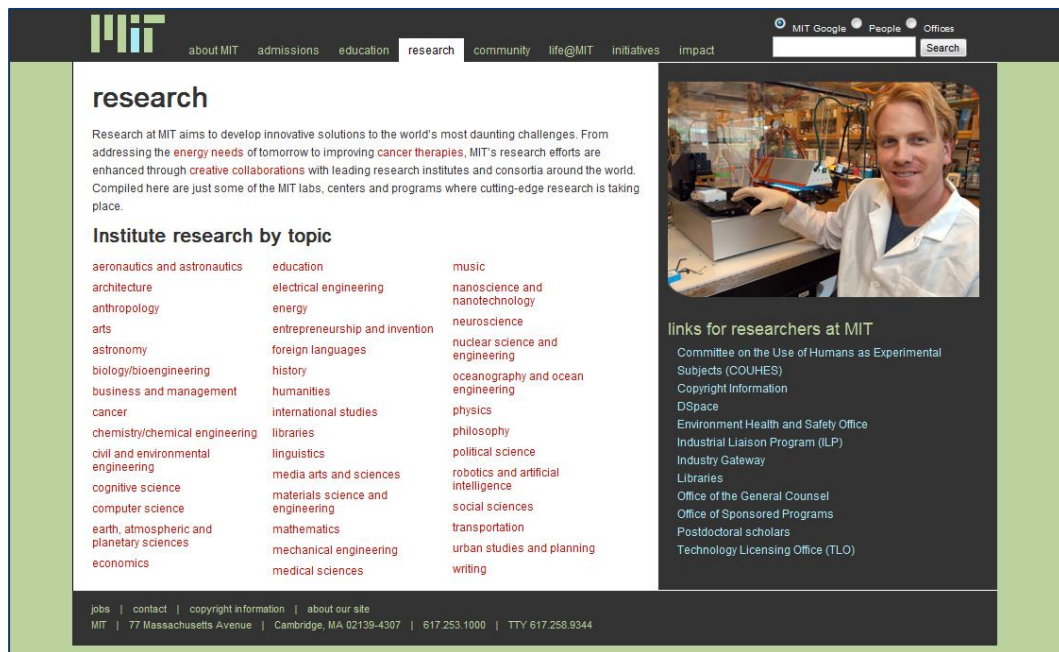 MIT
MIT Google People Offices
about MIT admissions education research community life@MIT initiatives impact
Search
research
Research at MIT aims to develop innovative solutions to the world's most daunting challenges. From
addressing the energy needs of tomorrow to improving cancer therapies, MIT's research efforts are
enhanced through creative collaborations with leading research institutes and consortia around the world.
Compiled here are just some of the MIT labs, centers and programs where cutting-edge research is taking
place.
Institute research by topic
aeronautics and astronautics
architecture
anthropology
arts
astronomy
biology/bioengineering
business and management
cancer
chemistry/chemical engineering
civil and environmental
engineering
cognitive science
computer science
earth, atmospheric and
planetary sciences
economics
education
electrical engineering
energy
entrepreneurship and invention
foreign languages
history
humanities
international studies
libraries
linguistics
media arts and sciences
materials science and
engineering
mathematics
mechanical engineering
medical sciences
music
nanoscience and
nanotechnology
neuroscience
nuclear science and
engineering
oceanography and ocean
engineering
physics
philosophy
political science
robotics and artificial
intelligence
social sciences
transportation
urban studies and planning
writing
links for researchers at MIT
Committee on the Use of Humans as Experimental
Subjects (COUHES)
Copyright Information
DSpace
Environment Health and Safety Office
Industrial Liaison Program (ILP)
Industry Gateway
Libraries
Office of the General Counsel
Office of Sponsored Programs
Postdoctoral scholars
Technology Licensing Office (TLO)
jobs | contact | copyright information | about our site
MIT | 77 Massachusetts Avenue | Cambridge, MA 02139-4307 | 617.253.1000 | TTY 617.258.9344